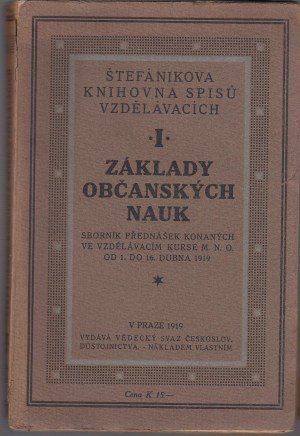 ŠTEFÁNIKOVA
KNIHOVNA SPISŮ
VZDĚLÁVACÍCH
·I·
ZÁKLADY
OBČANSKÝCH
NAUK
SBORNÍK PŘEDNÁŠEK KONANÝCH
VE VZDĚLÁVACÍM KURSE M. N. O.
OD 1. DO 16. DUBNA 1919
V PRAZE 1919
VYDÁVÁ VĚDECKÝ SVAZ ČESKOSLOV.
DŮSTOJNICTVA. – NÁKLADEM VLASTNÍM.
Cena K 15—